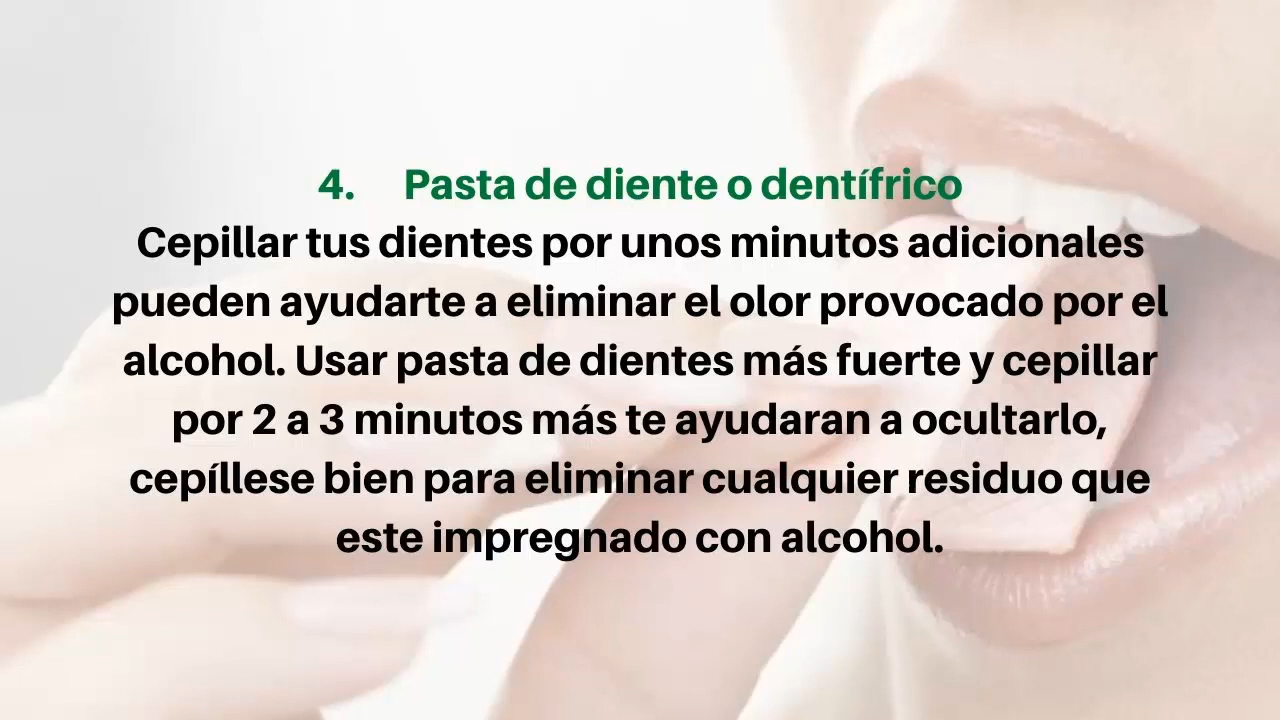 4. Pasta de diente o dentífrico
Cepillar tus dientes por unos minutos adicionales
pueden ayudarte a eliminar el olor provocado por el
alcohol. Usar pasta de dientes más fuerte y cepillar
por 2 a 3 minutos más te ayudaran a ocultarlo,
cepíllese bien para eliminar cualquier residuo que
este impregnado con alcohol.